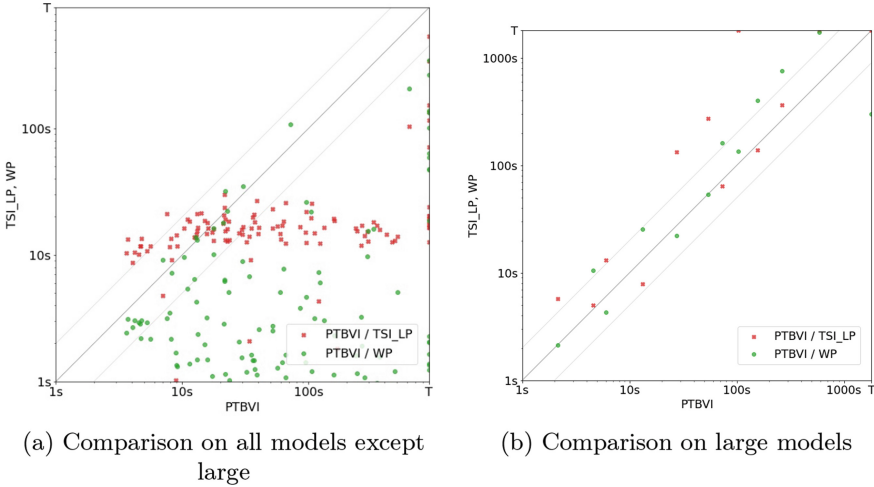 T
100s
10s
1s
TSI_LP, WP
PTBVI / TSI_LP
PTBVI / WP
1s
10s
100s
T
PTBVI
(a) Comparison on all models except
large
T
1000s
100s
10s
1s
TSI_LP, WP
PTBVI / TSI_LP
PTBVI / WP
1s
10s
100s
1000s
T
PTBVI
(b) Comparison on large models